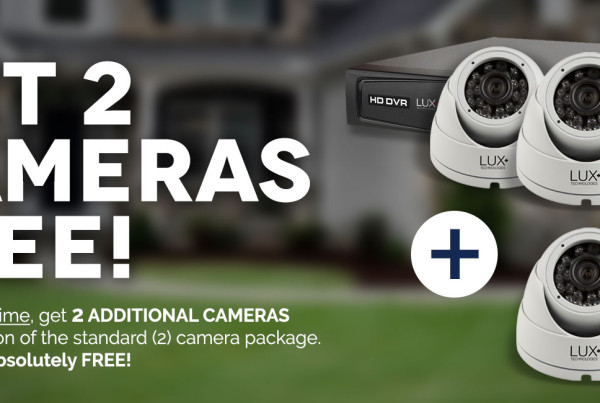 T 2
AMERAS
EE!
ime, get 2 ADDITIONAL CAMERAS
on of the standard (2) camera package.
bsolutely FREE!
HD DVR LUX
LUX
TECHNOLOGIES
LUX
TECHNOLOGIES
+
LUX
TECHNOLOGIES